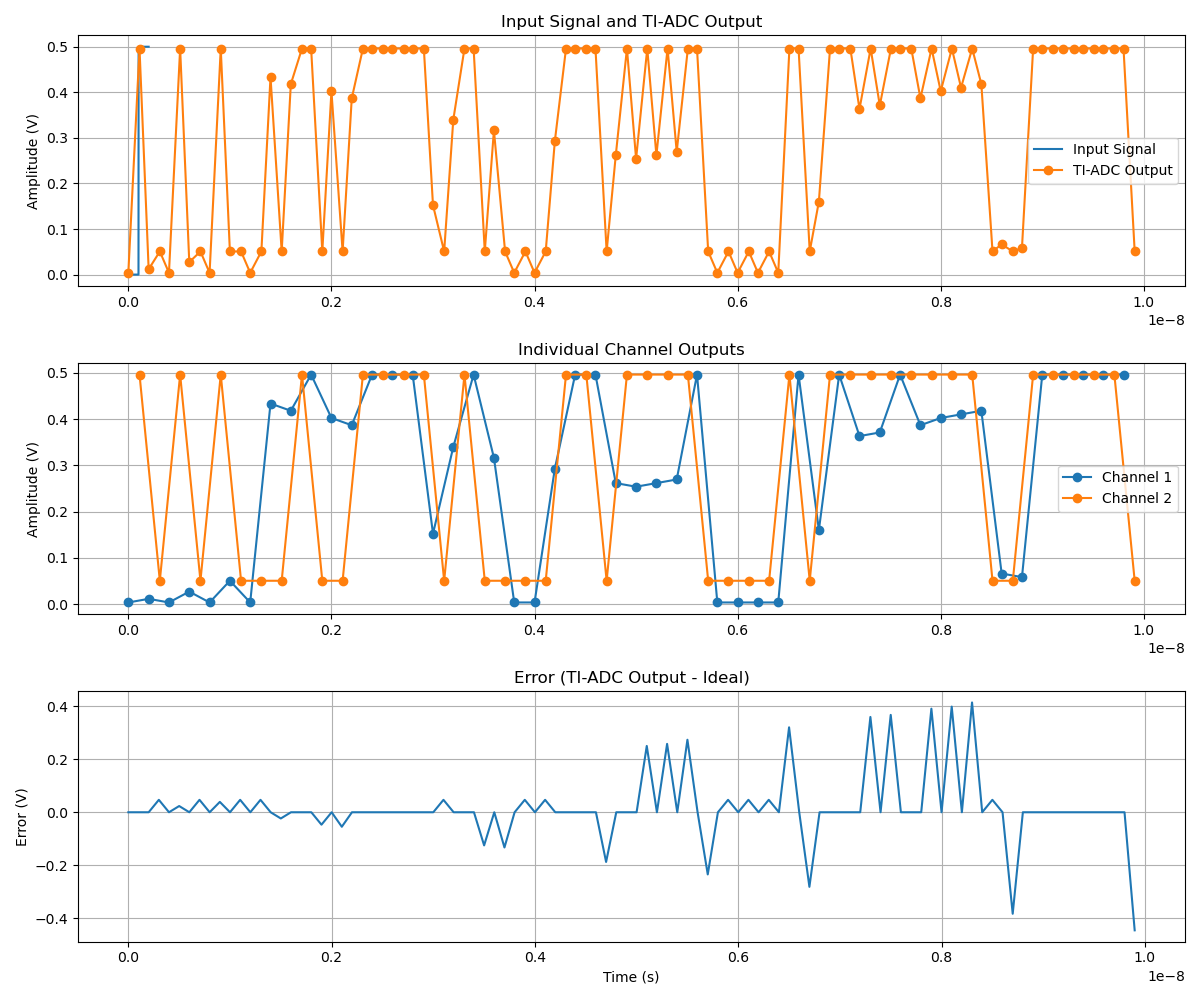 Input Signal and TI-ADC Output
Amplitude (V)
0.5
0.4
0.3
0.2
0.1
0.0
Input Signal
TI-ADC Output
0.0 0.2 0.4 0.6 0.8 1.0
1e−8
Individual Channel Outputs
Amplitude (V)
0.5
0.4
0.3
0.2
0.1
0.0
Channel 1
Channel 2
0.0 0.2 0.4 0.6 0.8 1.0
1e−8
Error (TI-ADC Output - Ideal)
Error (V)
0.4
0.2
0.0
−0.2
−0.4
0.0 0.2 0.4 0.6 0.8 1.0
Time (s)
1e−8